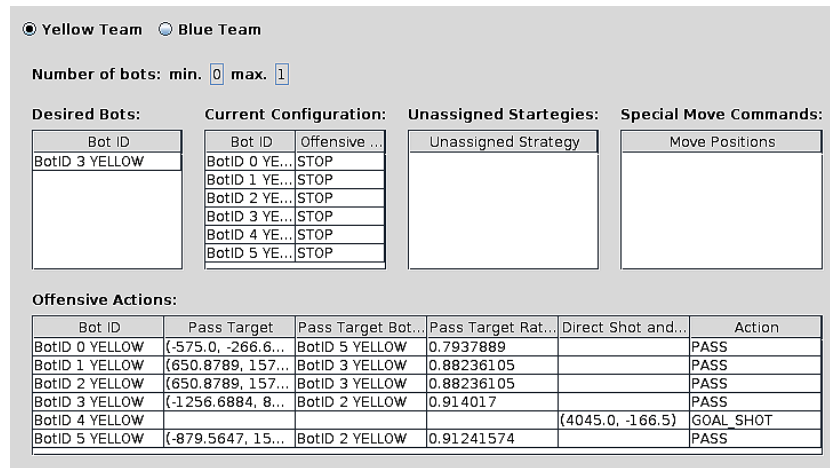 Yellow Team Blue Team
Number of bots: min. 0 max. 1
Desired Bots: Current Configuration: Unassigned Startegies: Special Move Commands:
Bot ID Bot ID Offensive ... Unassigned Strategy Move Positions
BotID 3 YELLOW BotID 0 YE... STOP
BotID 1 YE... STOP
BotID 2 YE... STOP
BotID 3 YE... STOP
BotID 4 YE... STOP
BotID 5 YE... STOP
Offensive Actions:
Bot ID Pass Target Pass Target Bot... Pass Target Rat... Direct Shot and... Action
BotID 0 YELLOW (-575.0, -266.6... BotID 5 YELLOW 0.7937889 PASS
BotID 1 YELLOW (650.8789, 157... BotID 3 YELLOW 0.88236105 PASS
BotID 2 YELLOW (650.8789, 157... BotID 3 YELLOW 0.88236105 PASS
BotID 3 YELLOW (-1256.6884, 8... BotID 2 YELLOW 0.914017 PASS
BotID 4 YELLOW (4045.0, -166.5) GOAL_SHOT
BotID 5 YELLOW (-879.5647, 15... BotID 2 YELLOW 0.91241574 PASS